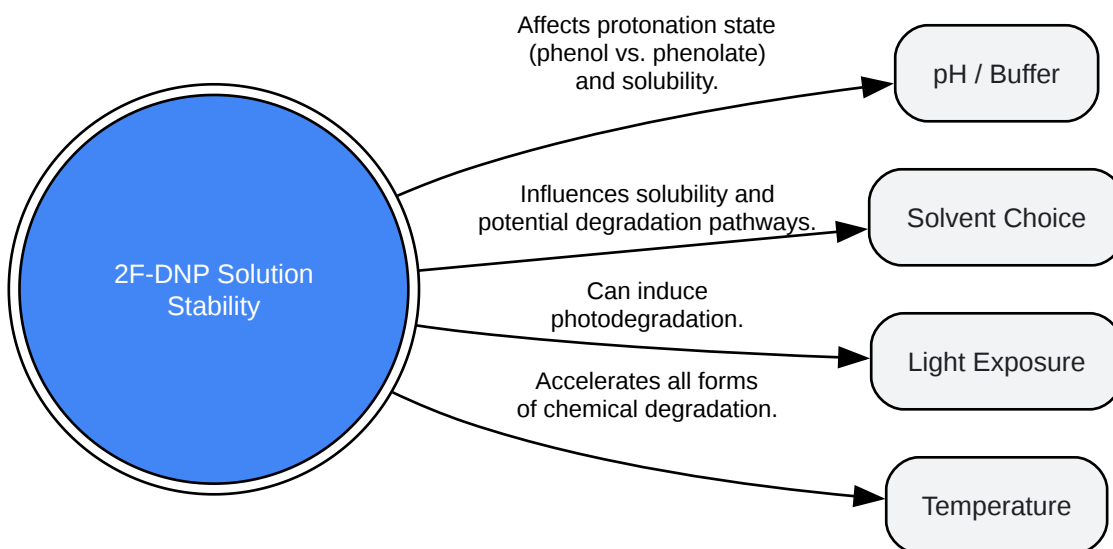 Affects protonation state
(phenol vs. phenolate)
and solubility.
pH / Buffer
Influences solubility and
potential degradation pathways.
Solvent Choice
2F-DNP Solution
Stability
Can induce
photodegradation.
Light Exposure
Accelerates all forms
of chemical degradation.
Temperature